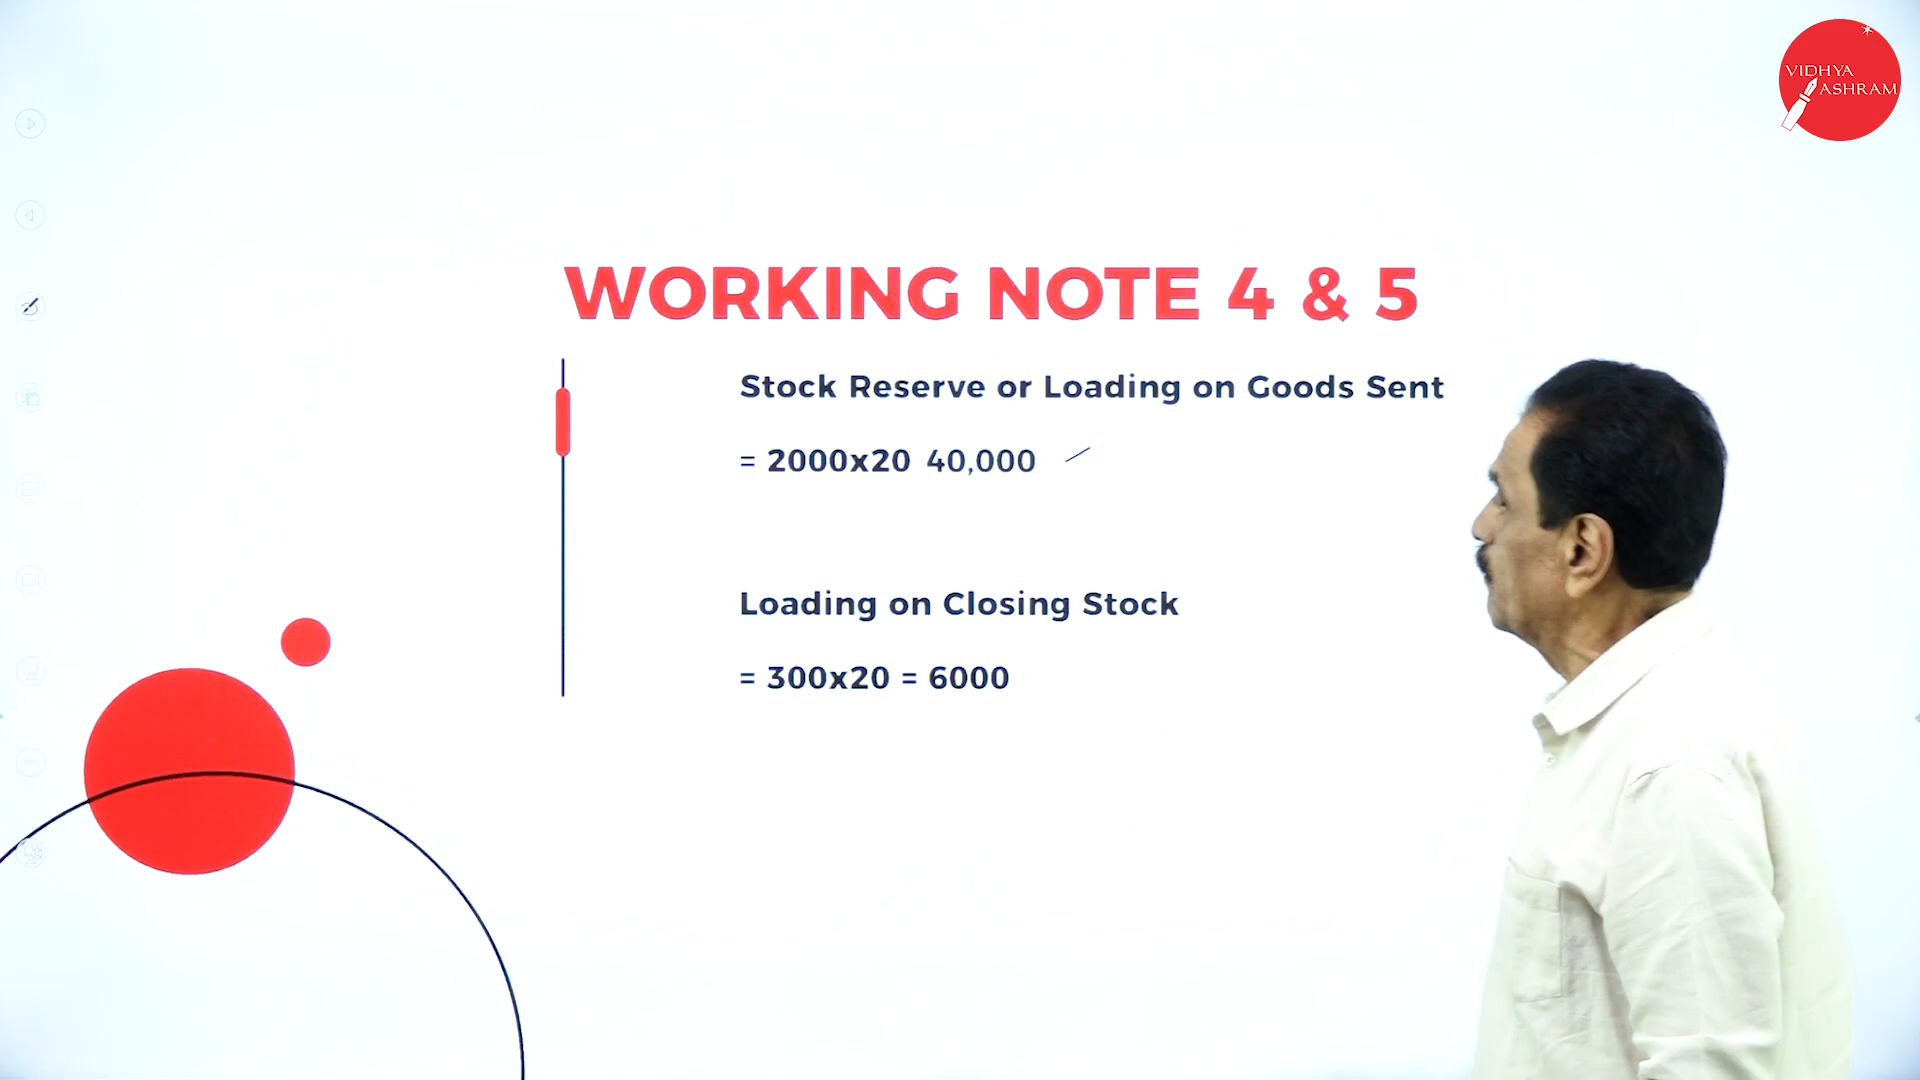 VIDHYA
ASHRAM
WORKING NOTE 4 & 5
Stock Reserve or Loading on Goods Sent
= 2000x20 40,000
Loading on Closing Stock
= 300x20 = 6000